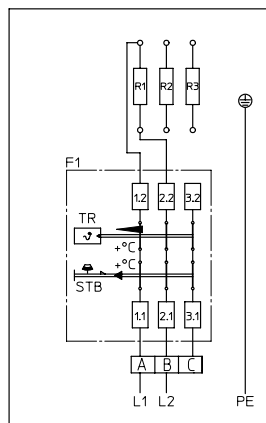 R1 R2 R3
F1
1.2 2.2 3.2
TR
+°C
+°C
STB
1.1 2.1 3.1
A B C
L1 L2 PE